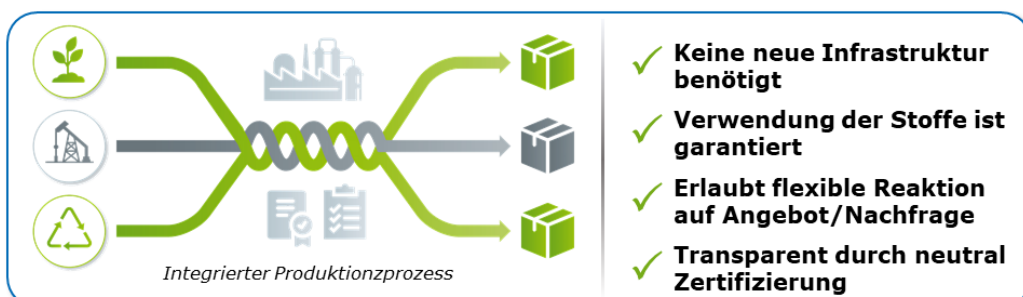 Integrierter Produktionzprozess
Keine neue Infrastruktur
benötigt
Verwendung der Stoffe ist
garantiert
Erlaubt flexible Reaktion
auf Angebot/Nachfrage
Transparent durch neutral
Zertifizierung